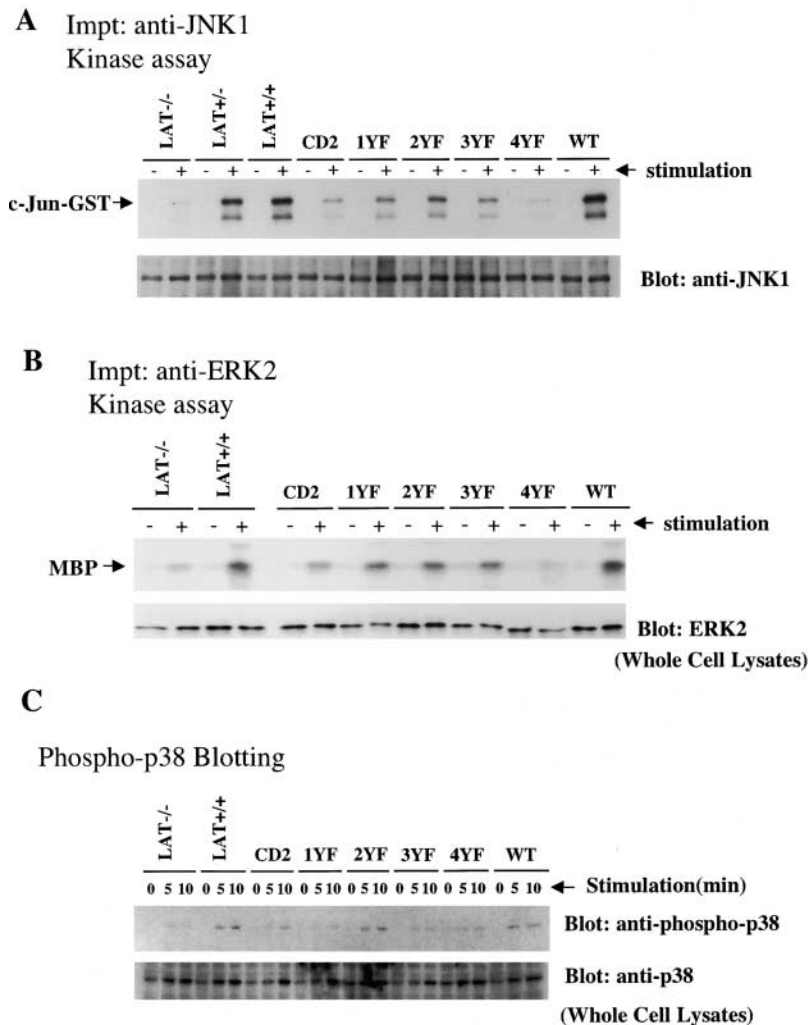 A
Impt: anti-JNK1
Kinase assay
LAT-/- LAT+/- LAT+/+ CD2 1YF 2YF 3YF 4YF WT
- + - + - + - + - + - + - + - + - + stimulation
c-Jun-GST
Blot: anti-JNK1
B
Impt: anti-ERK2
Kinase assay
LAT-/- LAT+/+ CD2 1YF 2YF 3YF 4YF WT
- + - + - + - + - + - + - + - + stimulation
MBP
Blot: ERK2
(Whole Cell Lysates)
C
Phospho-p38 Blotting
LAT-/- LAT+/+ CD2 1YF 2YF 3YF 4YF WT
0 5 10 0 5 10 0 5 10 0 5 10 0 5 10 0 5 10 0 5 10 0 5 10 Stimulation(min)
Blot: anti-phospho-p38
Blot: anti-p38
(Whole Cell Lysates)